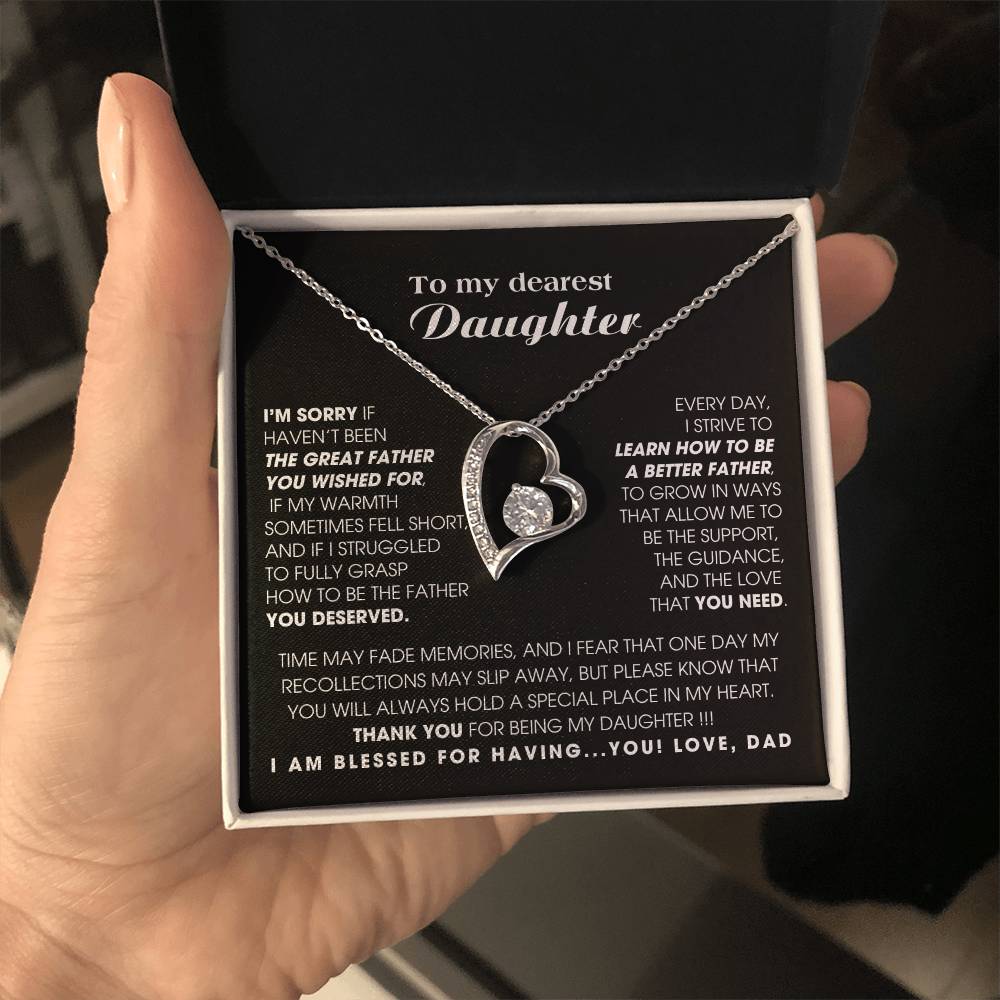 To my dearest
Daughter
I'M SORRY IF
HAVEN'T BEEN
THE GREAT FATHER
YOU WISHED FOR,
IF MY WARMTH
SOMETIMES FELL SHORT,
AND IF I STRUGGLED
TO FULLY GRASP
HOW TO BE THE FATHER
YOU DESERVED.
EVERY DAY,
I STRIVE TO
LEARN HOW TO BE
A BETTER FATHER,
TO GROW IN WAYS
THAT ALLOW ME TO
BE THE SUPPORT,
THE GUIDANCE,
AND THE LOVE
THAT YOU NEED.
TIME MAY FADE MEMORIES, AND I FEAR THAT ONE DAY MY
RECOLLECTIONS MAY SLIP AWAY, BUT PLEASE KNOW THAT
YOU WILL ALWAYS HOLD A SPECIAL PLACE IN MY HEART.
THANK YOU FOR BEING MY DAUGHTER !!!
I AM BLESSED FOR HAVING...YOU! LOVE, DAD